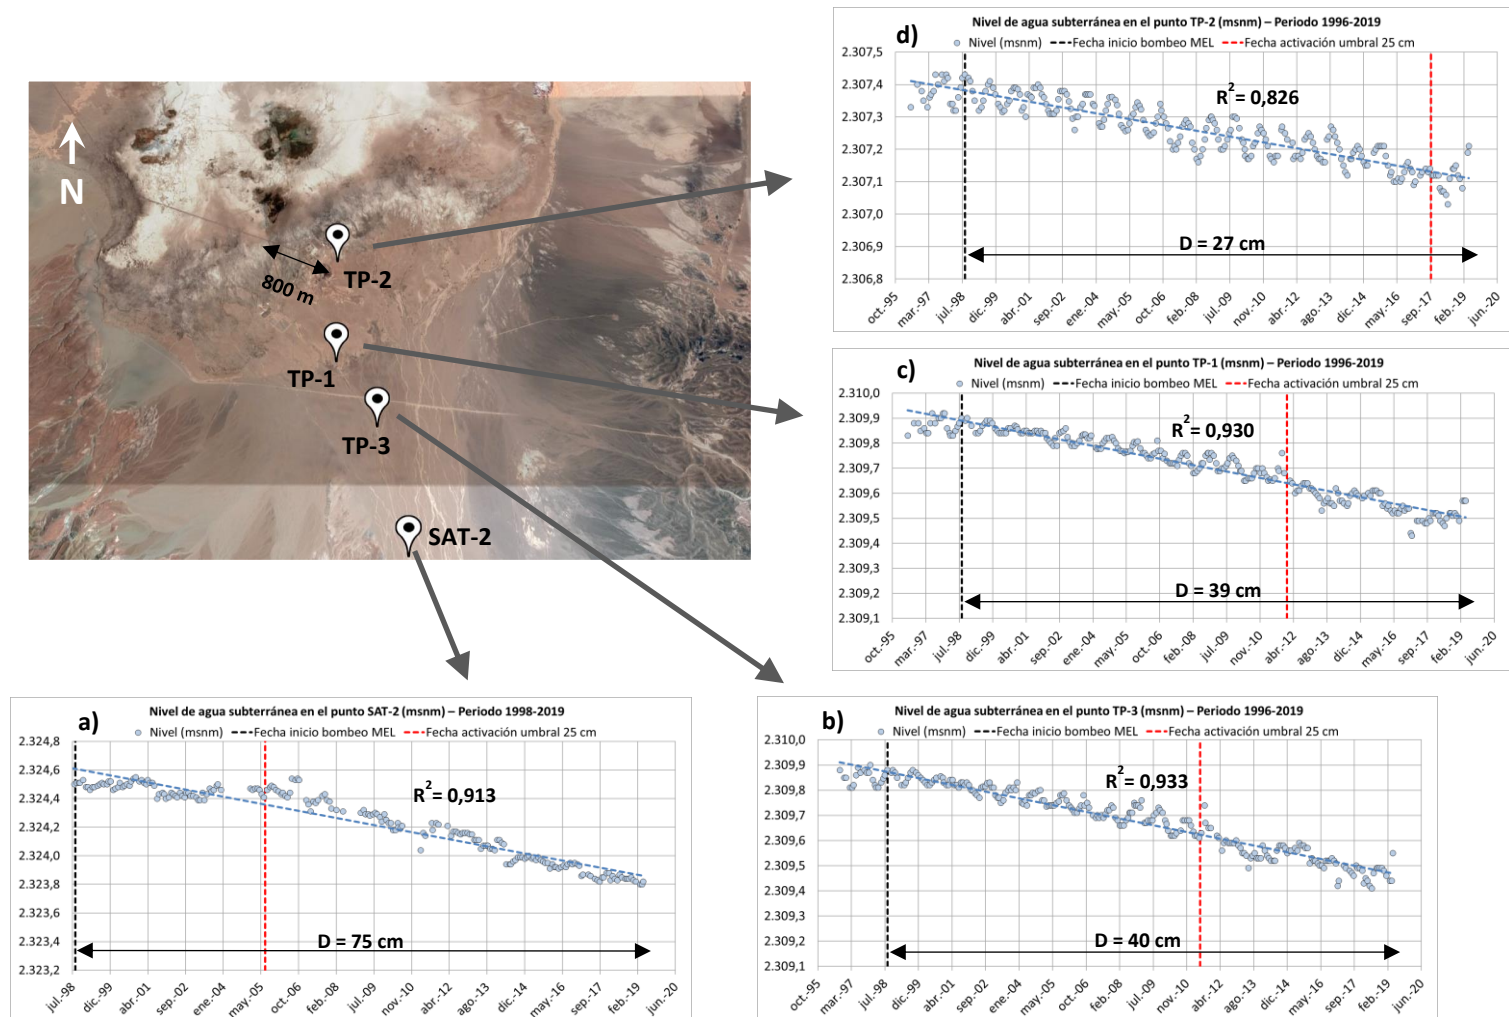 N
800 m
TP-2
TP-1
TP-3
SAT-2
d)
Nivel de agua subterránea en el punto TP-2 (msnm) – Periodo 1996-2019
Nivel (msnm) Fecha inicio bombeo MEL Fecha activación umbral 25 cm
2.307,5
2.307,4
2.307,3
2.307,2
2.307,1
2.307,0
2.306,9
2.306,8
R2= 0,826
D = 27 cm
oct.-95 mar.-97 jul.-98 dic.-99 abr.-01 sep.-02 ene.-04 may.-05 oct.-06 feb.-08 jul.-09 nov.-10 abr.-12 ago.-13 dic.-14 may.-16 sep.-17 feb.-19 jun.-20
c)
Nivel de agua subterránea en el punto TP-1 (msnm) – Periodo 1996-2019
Nivel (msnm) Fecha inicio bombeo MEL Fecha activación umbral 25 cm
2.310,0
2.309,9
2.309,8
2.309,7
2.309,6
2.309,5
2.309,4
2.309,3
2.309,2
2.309,1
R2= 0,930
D = 39 cm
oct.-95 mar.-97 jul.-98 dic.-99 abr.-01 sep.-02 ene.-04 may.-05 oct.-06 feb.-08 jul.-09 nov.-10 abr.-12 ago.-13 dic.-14 may.-16 sep.-17 feb.-19 jun.-20
a)
Nivel de agua subterránea en el punto SAT-2 (msnm) – Periodo 1998-2019
Nivel (msnm) Fecha inicio bombeo MEL Fecha activación umbral 25 cm
2.324,8
2.324,6
2.324,4
2.324,2
2.324,0
2.323,8
2.323,6
2.323,4
2.323,2
R2= 0,913
D = 75 cm
jul.-98 dic.-99 abr.-01 sep.-02 ene.-04 may.-05 oct.-06 feb.-08 jul.-09 nov.-10 abr.-12 ago.-13 dic.-14 may.-16 sep.-17 feb.-19 jun.-20
b)
Nivel de agua subterránea en el punto TP-3 (msnm) – Periodo 1996-2019
Nivel (msnm) Fecha inicio bombeo MEL Fecha activación umbral 25 cm
2.310,0
2.309,9
2.309,8
2.309,7
2.309,6
2.309,5
2.309,4
2.309,3
2.309,2
2.309,1
R2= 0,933
D = 40 cm
oct.-95 mar.-97 jul.-98 dic.-99 abr.-01 sep.-02 ene.-04 may.-05 oct.-06 feb.-08 jul.-09 nov.-10 abr.-12 ago.-13 dic.-14 may.-16 sep.-17 feb.-19 jun.-20